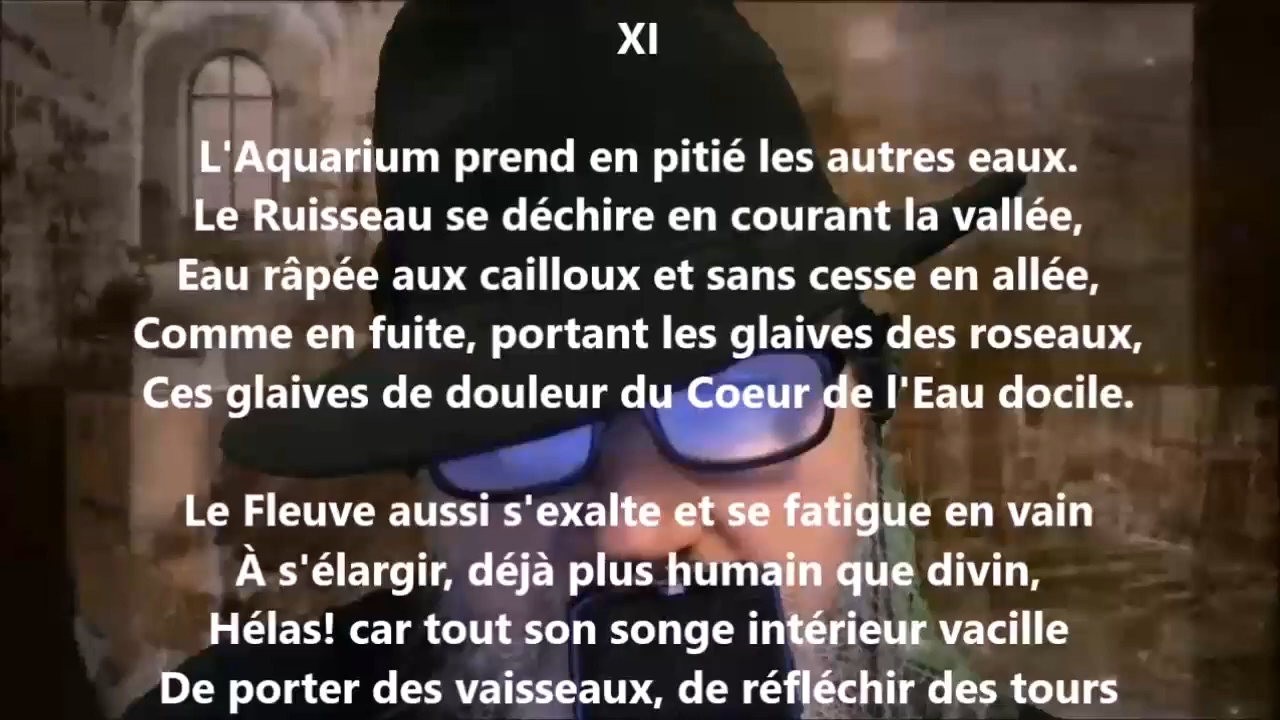 XI
L'Aquarium prend en pitié les autres eaux.
Le Ruisseau se déchire en courant la vallée,
Eau râpée aux cailloux et sans cesse en allée,
Comme en fuite, portant les glaives des roseaux,
Ces glaives de douleur du Coeur de l'Eau docile.
Le Fleuve aussi s'exalte et se fatigue en vain
À s'élargir, déjà plus humain que divin,
Hélas! car tout son songe intérieur vacille
De porter des vaisseaux, de réfléchir des tours